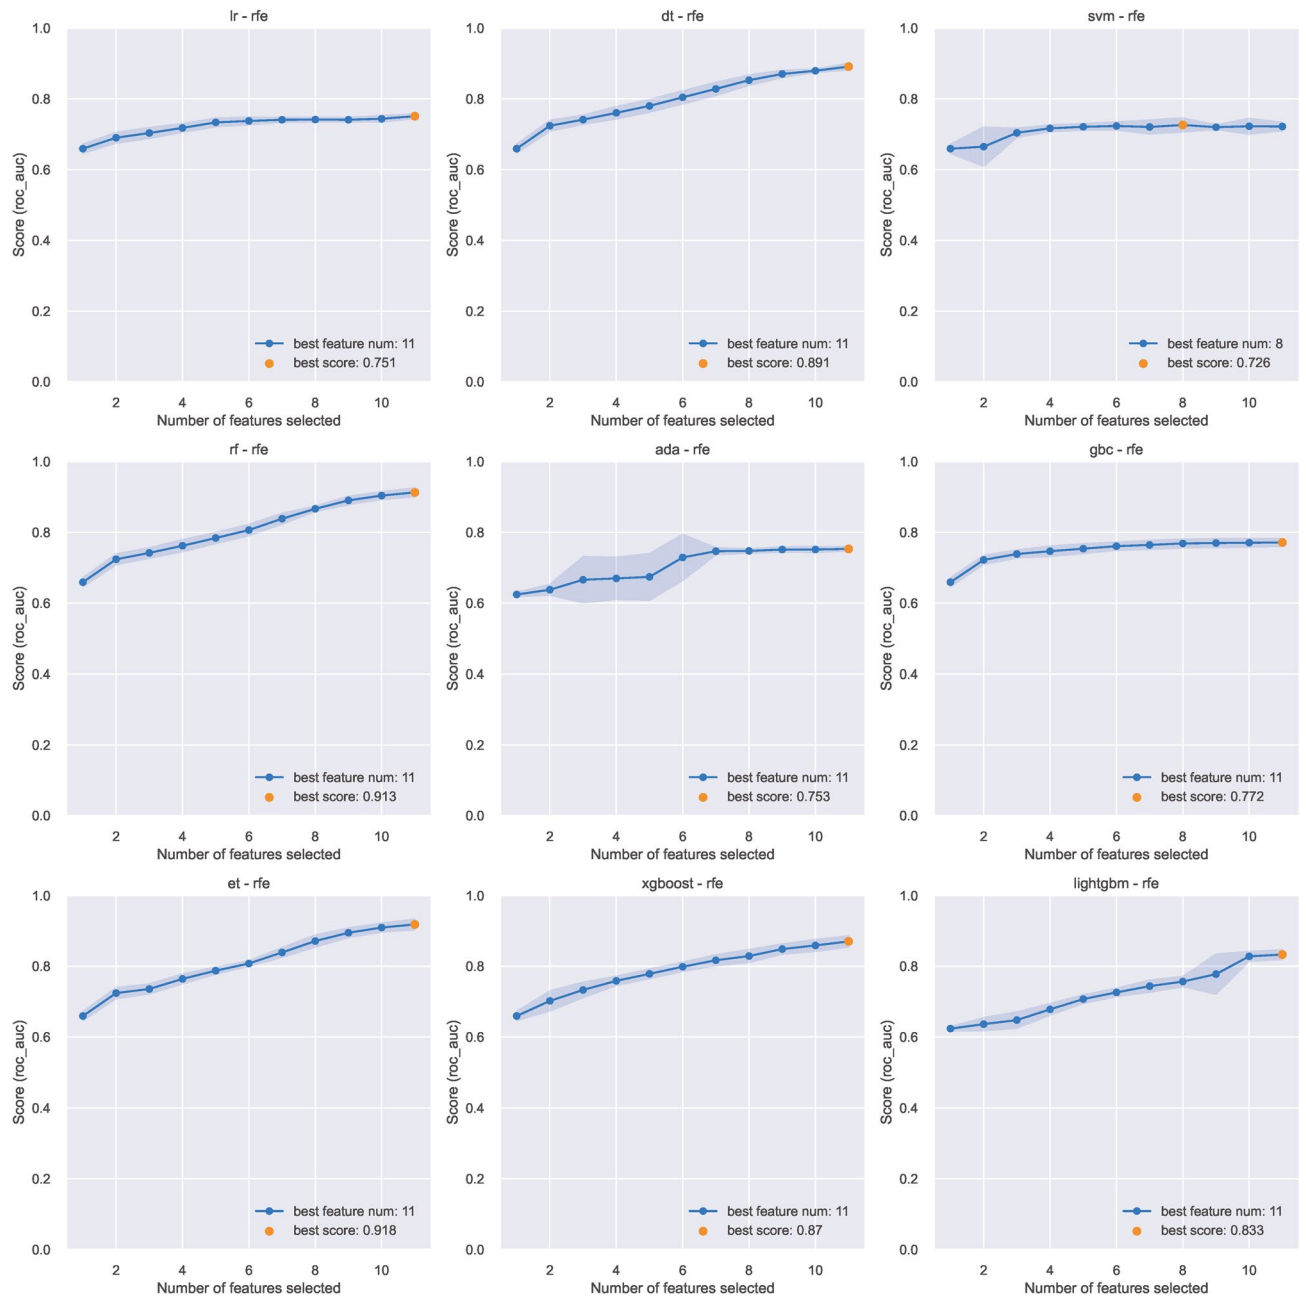 lr - rfe
1.0
0.8
0.6
0.4
0.2
0.0
Score (roc_auc)
best feature num: 11
best score: 0.751
2 4 6 8 10
Number of features selected
dt - rfe
1.0
0.8
0.6
0.4
0.2
0.0
Score (roc_auc)
best feature num: 11
best score: 0.891
2 4 6 8 10
Number of features selected
svm - rfe
1.0
0.8
0.6
0.4
0.2
0.0
Score (roc_auc)
best feature num: 8
best score: 0.726
2 4 6 8 10
Number of features selected
rf - rfe
1.0
0.8
0.6
0.4
0.2
0.0
Score (roc_auc)
best feature num: 11
best score: 0.913
2 4 6 8 10
Number of features selected
ada - rfe
1.0
0.8
0.6
0.4
0.2
0.0
Score (roc_auc)
best feature num: 11
best score: 0.753
2 4 6 8 10
Number of features selected
gbc - rfe
1.0
0.8
0.6
0.4
0.2
0.0
Score (roc_auc)
best feature num: 11
best score: 0.772
2 4 6 8 10
Number of features selected
et - rfe
1.0
0.8
0.6
0.4
0.2
0.0
Score (roc_auc)
best feature num: 11
best score: 0.918
2 4 6 8 10
Number of features selected
xgboost - rfe
1.0
0.8
0.6
0.4
0.2
0.0
Score (roc_auc)
best feature num: 11
best score: 0.87
2 4 6 8 10
Number of features selected
lightgbm - rfe
1.0
0.8
0.6
0.4
0.2
0.0
Score (roc_auc)
best feature num: 11
best score: 0.833
2 4 6 8 10
Number of features selected